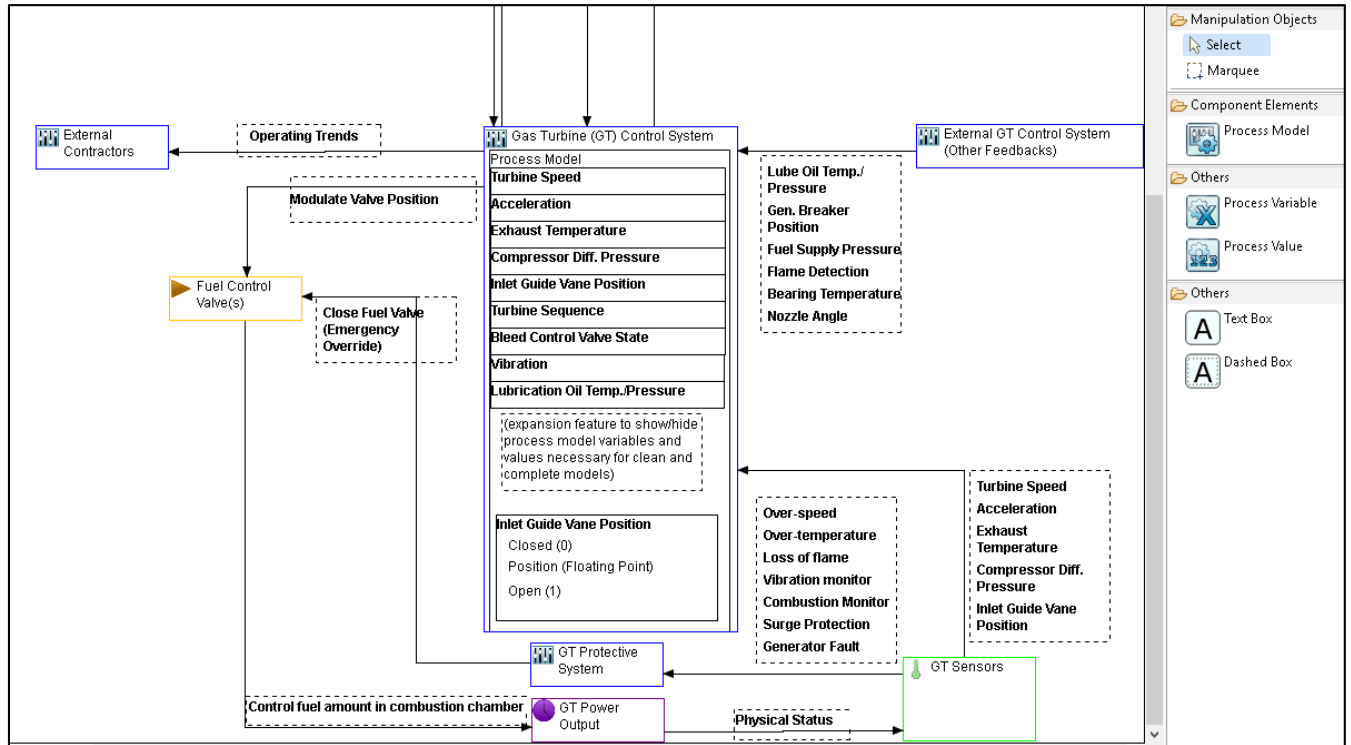 External
Contractors
Operating Trends
Modulate Valve Position
Fuel Control
Valve(s)
Close Fuel Valve
(Emergency
Override)
Gas Turbine (GT) Control System
Process Model
Turbine Speed
Acceleration
Exhaust Temperature
Compressor Diff. Pressure
Inlet Guide Vane Position
Turbine Sequence
Bleed Control Valve State
Vibration
Lubrication Oil Temp./Pressure
(expansion feature to show/hide
process model variables and
values necessary for clean and
complete models)
Inlet Guide Vane Position
Closed (0)
Position (Floating Point)
Open (1)
External GT Control System
(Other Feedbacks)
Lube Oil Temp./
Pressure
Gen. Breaker
Position
Fuel Supply Pressure
Flame Detection
Bearing Temperature
Nozzle Angle
Over-speed
Over-temperature
Loss of flame
Vibration monitor
Combustion Monitor
Surge Protection
Generator Fault
Turbine Speed
Acceleration
Exhaust
Temperature
Compressor Diff.
Pressure
Inlet Guide Vane
Position
GT Protective
System
GT Sensors
Control fuel amount in combustion chamber
GT Power
Output
Physical Status
Manipulation Objects
Select
Marquee
Component Elements
Process Model
Others
X
Process Variable
123
Process Value
Others
A
Text Box
A
Dashed Box